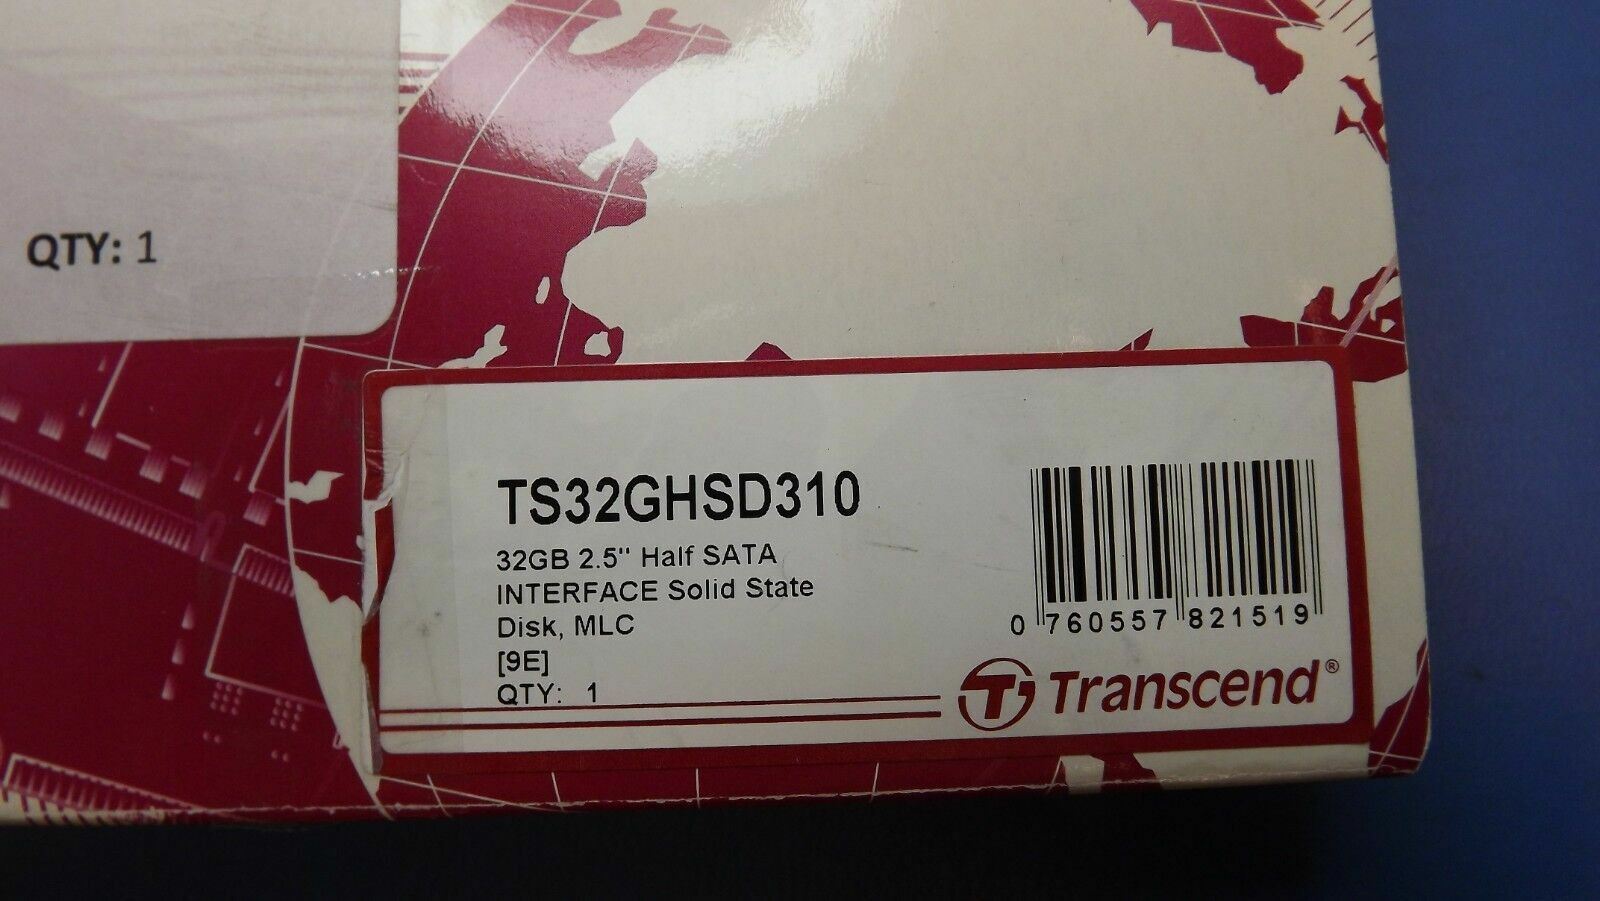 QTY: 1
TS32GHSD310
32GB 2.5" Half SATA
INTERFACE Solid State
Disk, MLC
[9E]
QTY: 1
0 760557 821519
Transcend®